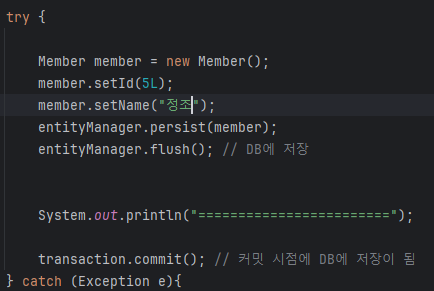 try {
Member member = new Member();
member.setId(5L);
member.setName("정조");
entityManager.persist(member);
entityManager.flush(); // DB에 저장
System.out.println("========================");
transaction.commit(); // 커밋 시점에 DB에 저장이 됨
} catch (Exception e){